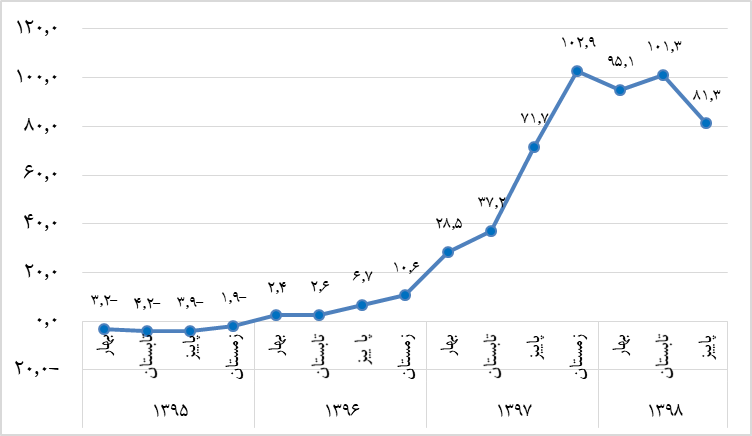 ۱۲۰,۰
۱۰۰,۰
۸۰,۰
۶۰,۰
۴۰,۰
۲۰,۰
۰,۰
۲۰,۰-
۳,۲-
۴,۲-
۳,۹-
۱,۹-
۲,۴
۲,۶
۶,۷
۱۰,۶
۲۸,۵
۳۷,۲
۷۱,۷
۱۰۲,۹
۹۵,۱
۱۰۱,۳
۸۱,۳
بهار
تابستان
پاییز
زمستان
بهار
تابستان
پا ییز
زمستان
بهار
تابستان
پاییز
زمستان
بهار
تابستان
پاییز
۱۳۹۵
۱۳۹۶
۱۳۹۷
۱۳۹۸